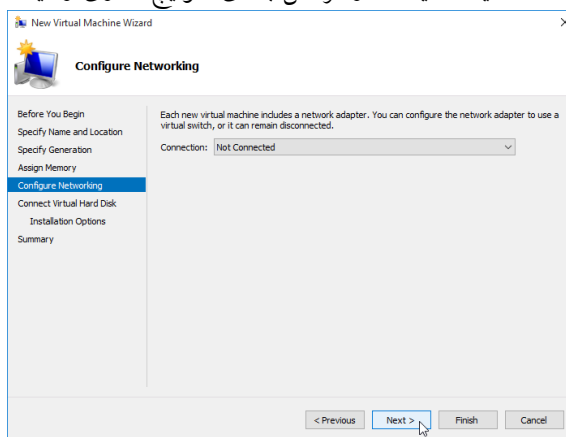 New Virtual Machine Wizard
Configure Networking
Before You Begin
Specify Name and Location
Specify Generation
Assign Memory
Configure Networking
Connect Virtual Hard Disk
Installation Options
Summary
Each new virtual machine includes a network adapter. You can configure the network adapter to use a
virtual switch, or it can remain disconnected.
Connection: Not Connected
< Previous
Next >
Finish
Cancel